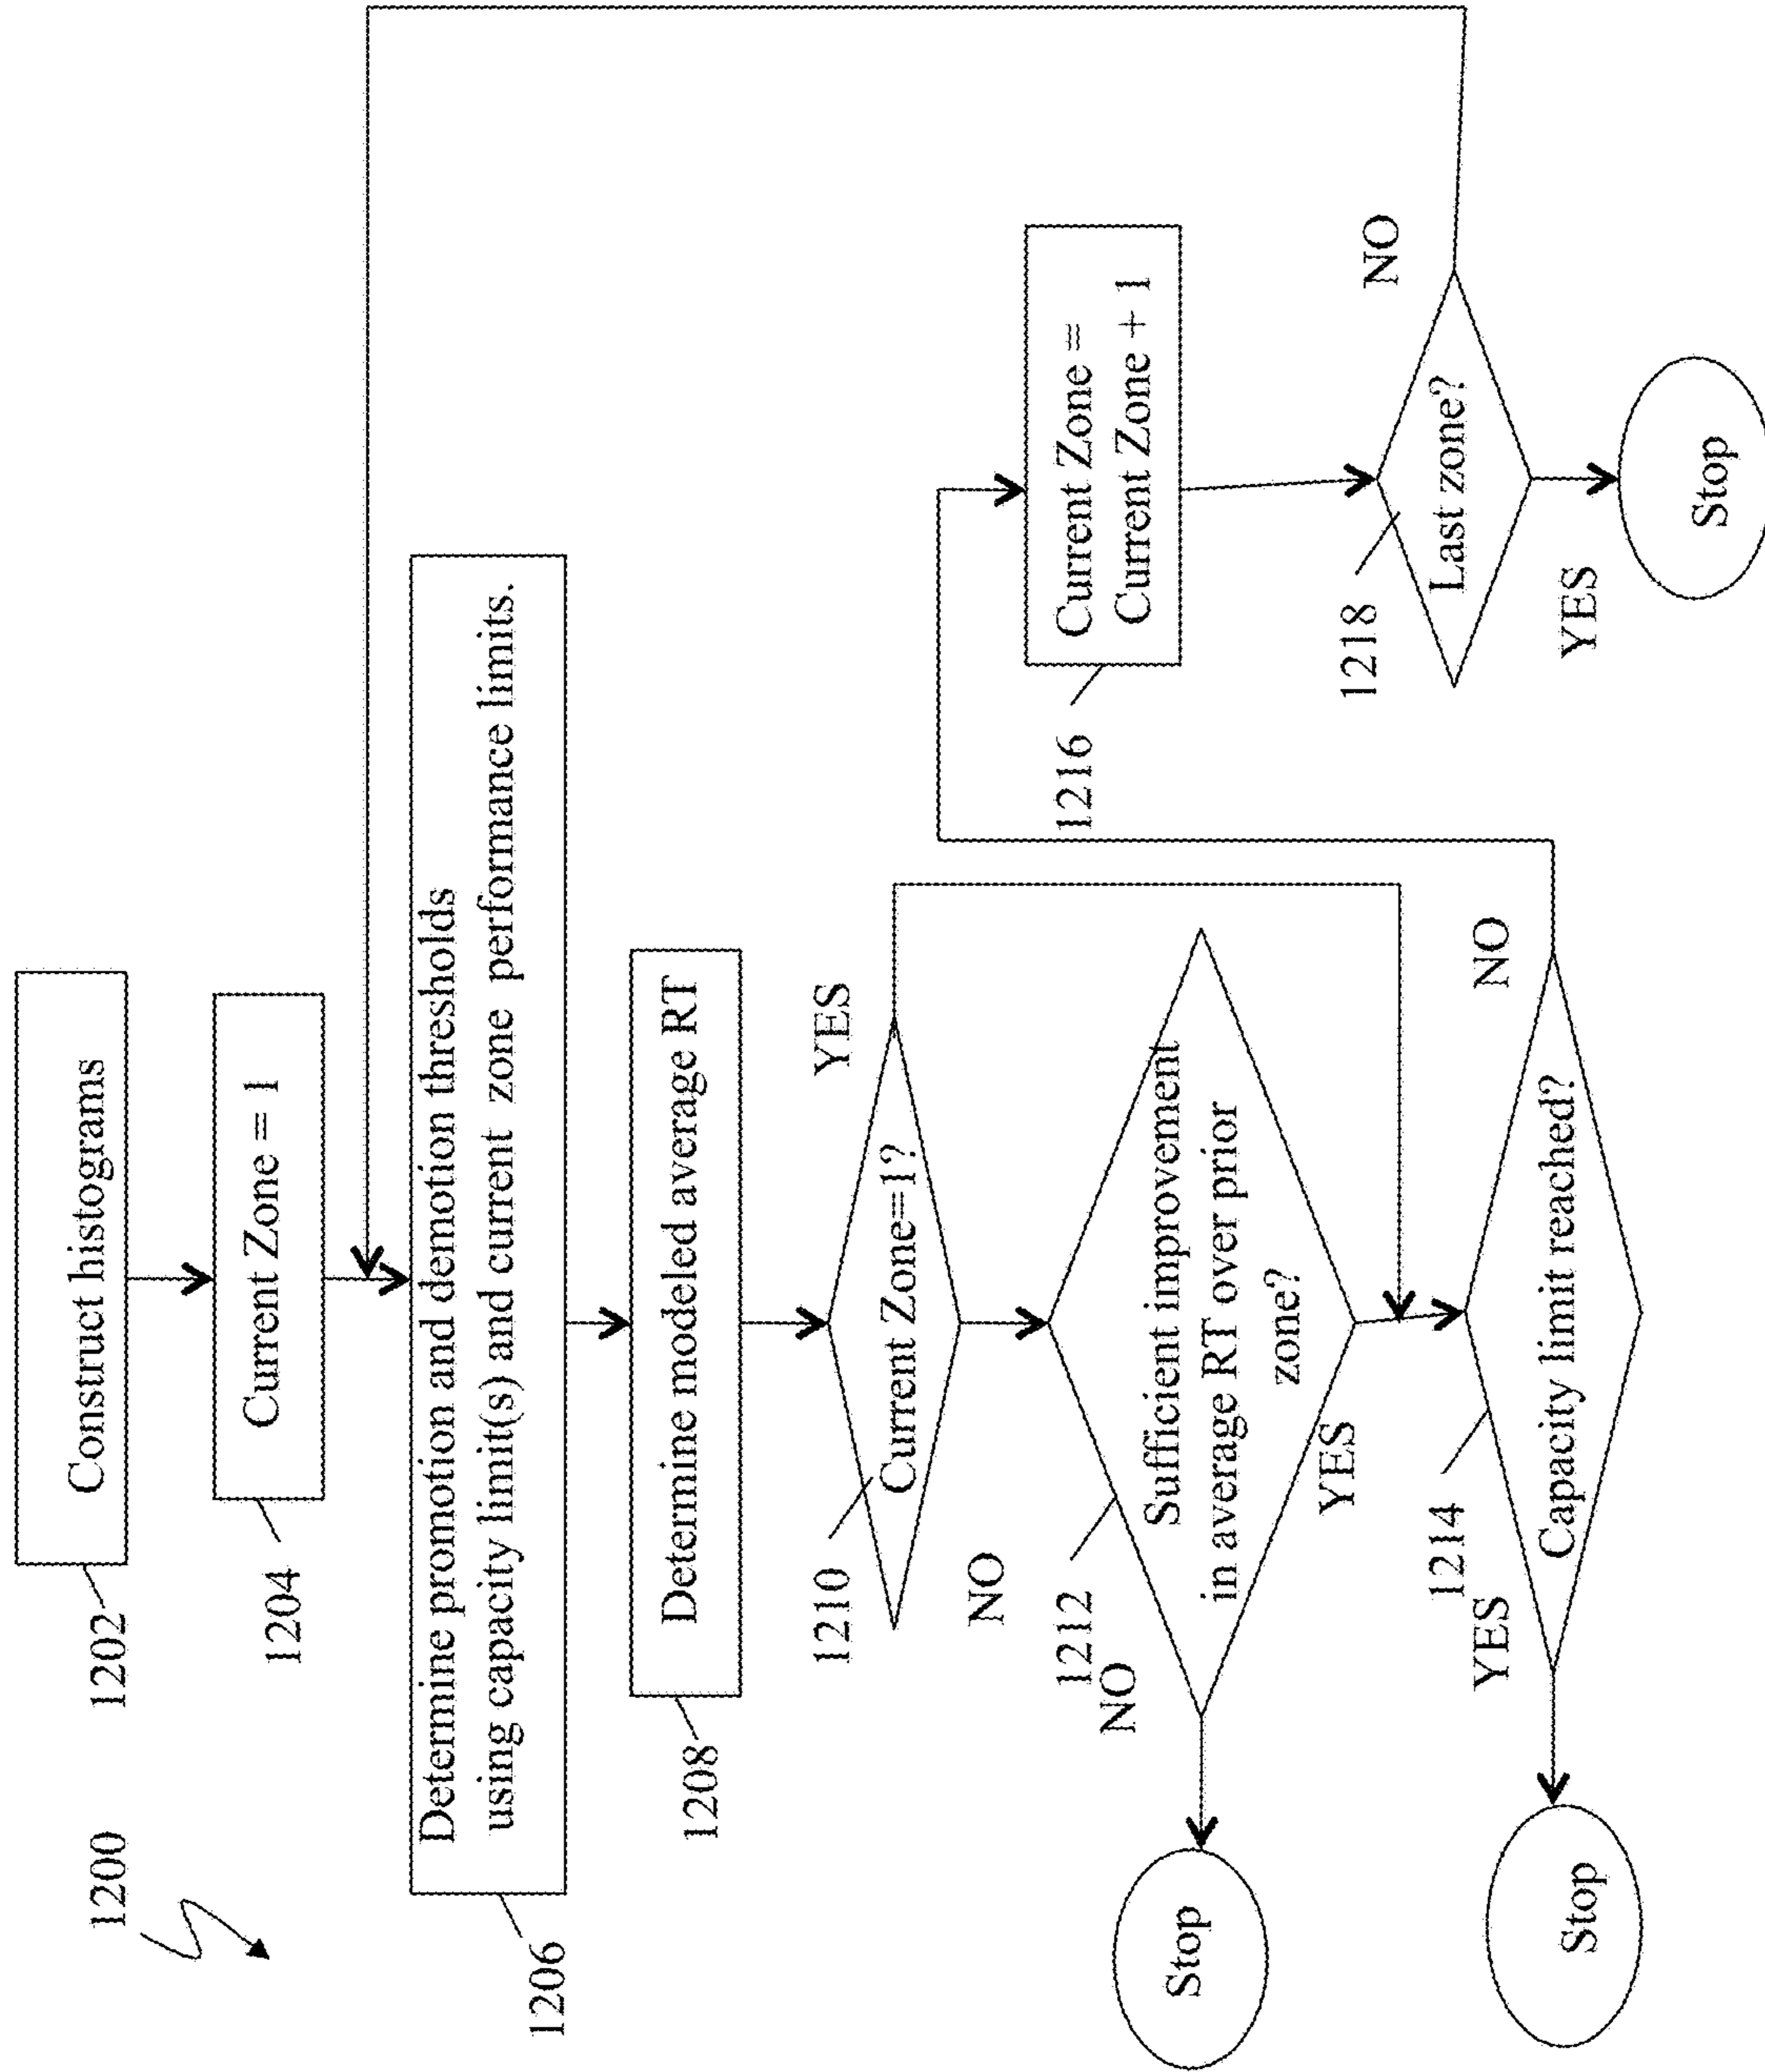 1200
Construct histograms
1202
Current Zone = 1
1204
Determine promotion and demotion thresholds
using capacity limit(s) and current zone performance limits.
1206
Determine modeled average RT
1208
Current Zone=1?
1210
YES
NO
Sufficient improvement
in average RT over prior
zone?
1212
NO
Stop
YES
Capacity limit reached?
1214
YES
Stop
NO
Current Zone =
Current Zone + 1
1216
Last zone?
1218
NO
YES
Stop